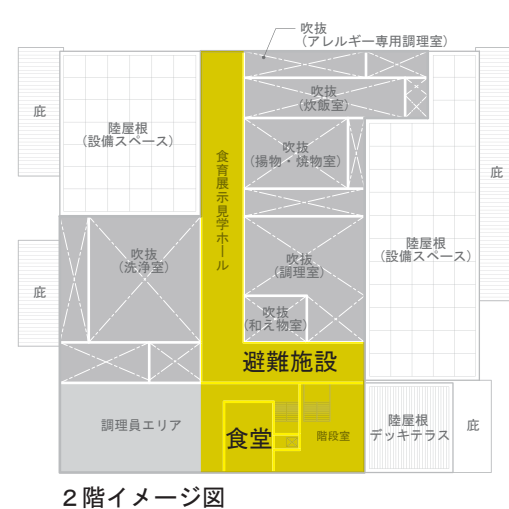 吹抜
（アレルギー専用調理室）
庇
陸屋根
（設備スペース）
吹抜
（炊飯室）
食育展示見学ホール
吹抜
（揚物・焼物室）
庇
吹抜
（洗浄室）
吹抜
（調理室）
陸屋根
（設備スペース）
庇
吹抜
（和え物室）
避難施設
調理員エリア
食堂
階段室
陸屋根
デッキテラス
庇
２階イメージ図